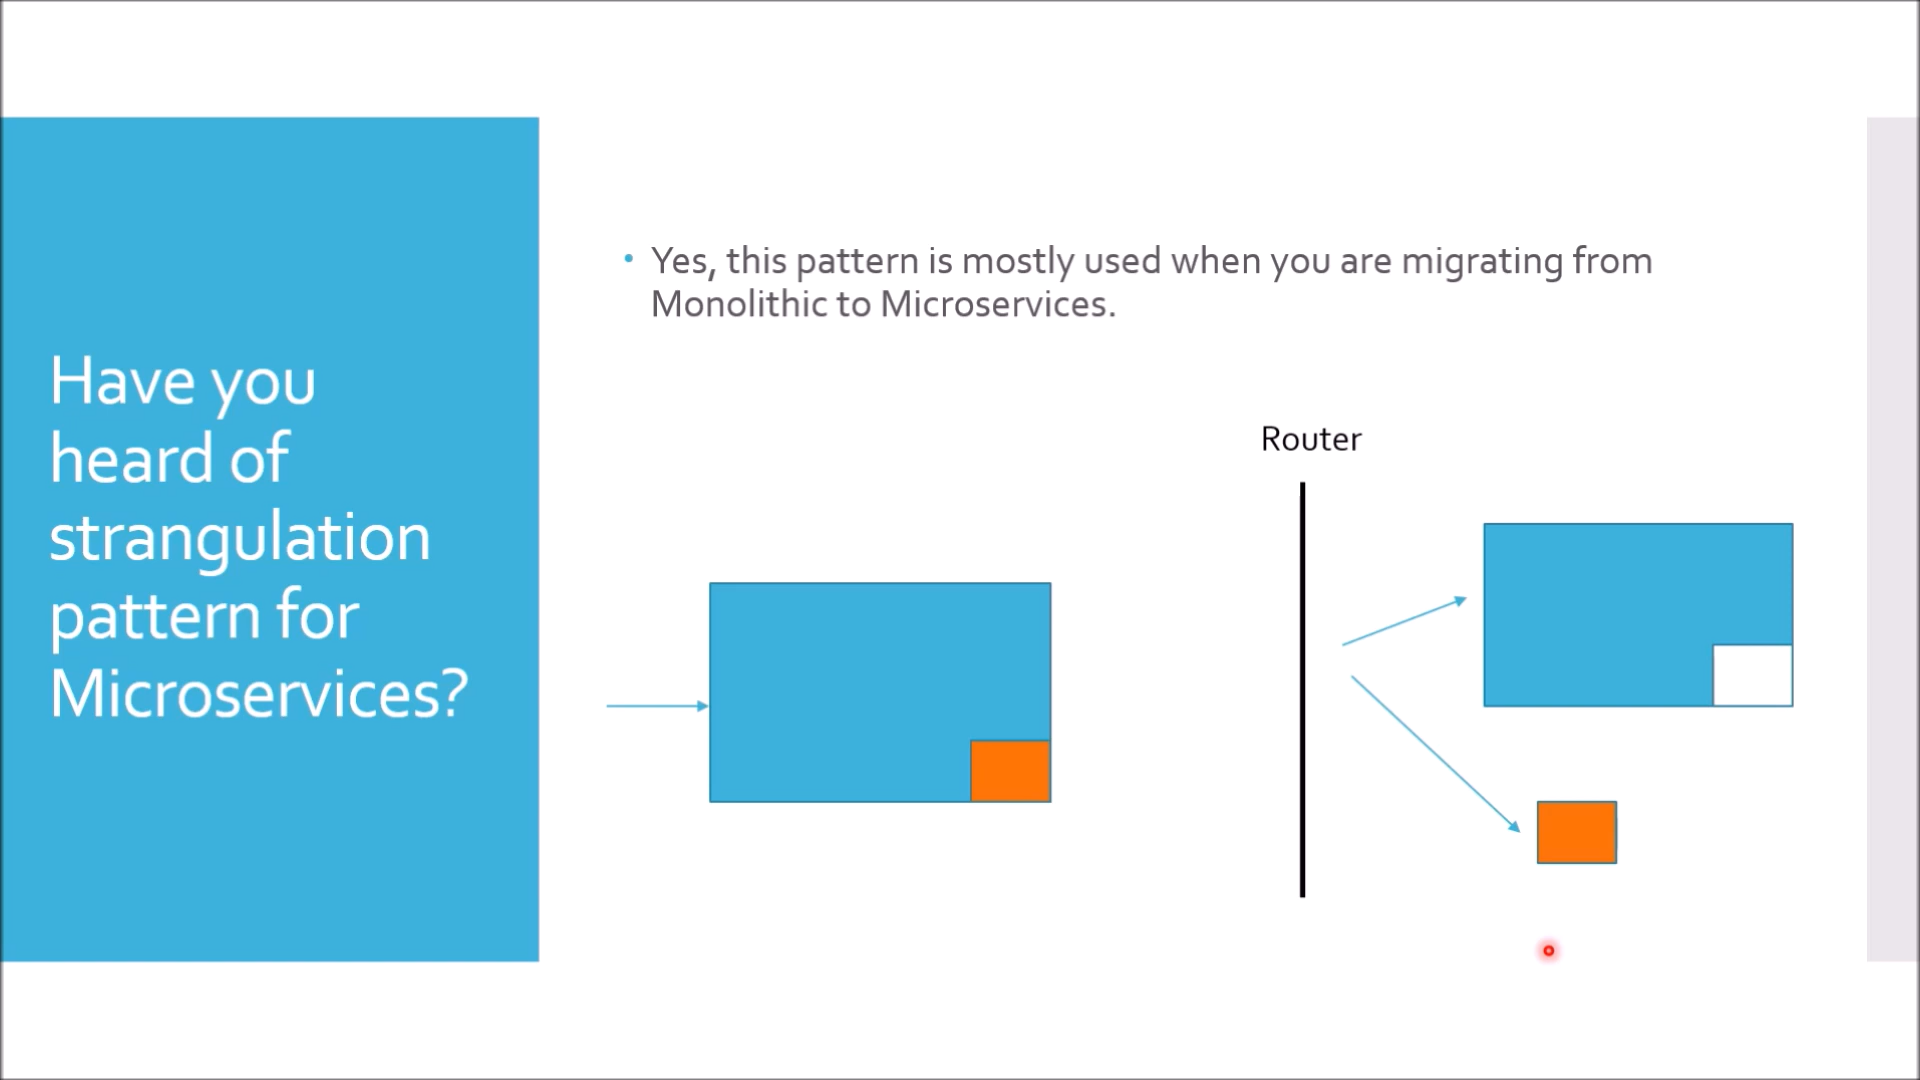 Have you
heard of
strangulation
pattern for
Microservices?
• Yes, this pattern is mostly used when you are migrating from
Monolithic to Microservices.
Router